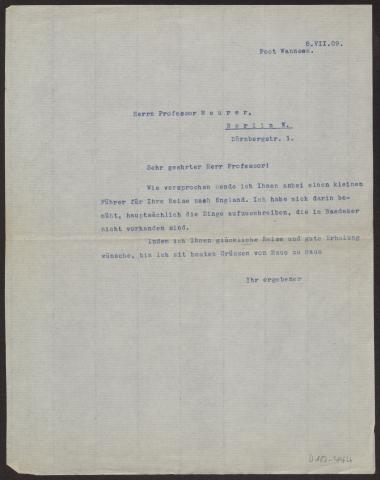 8.VII.09.
Post Wannsee.
Herrn Professor M e u r e r,
B e r l i n  W.
Dörnbergstr. 1.
Sehr geehrter Herr Professor!
Wie versprochen sende ich Ihnen anbei einen kleinen
Führer für Ihre Reise nach England. Ich habe mich darin be-
müht, hauptsächlich die Dinge aufzuschreiben, die in Baedeker
nicht vorhanden sind.
Indem ich Ihnen glückliche Reise und gute Erholung
wünsche, bin ich mit besten Grüssen von Haus zu Haus
Ihr ergebener